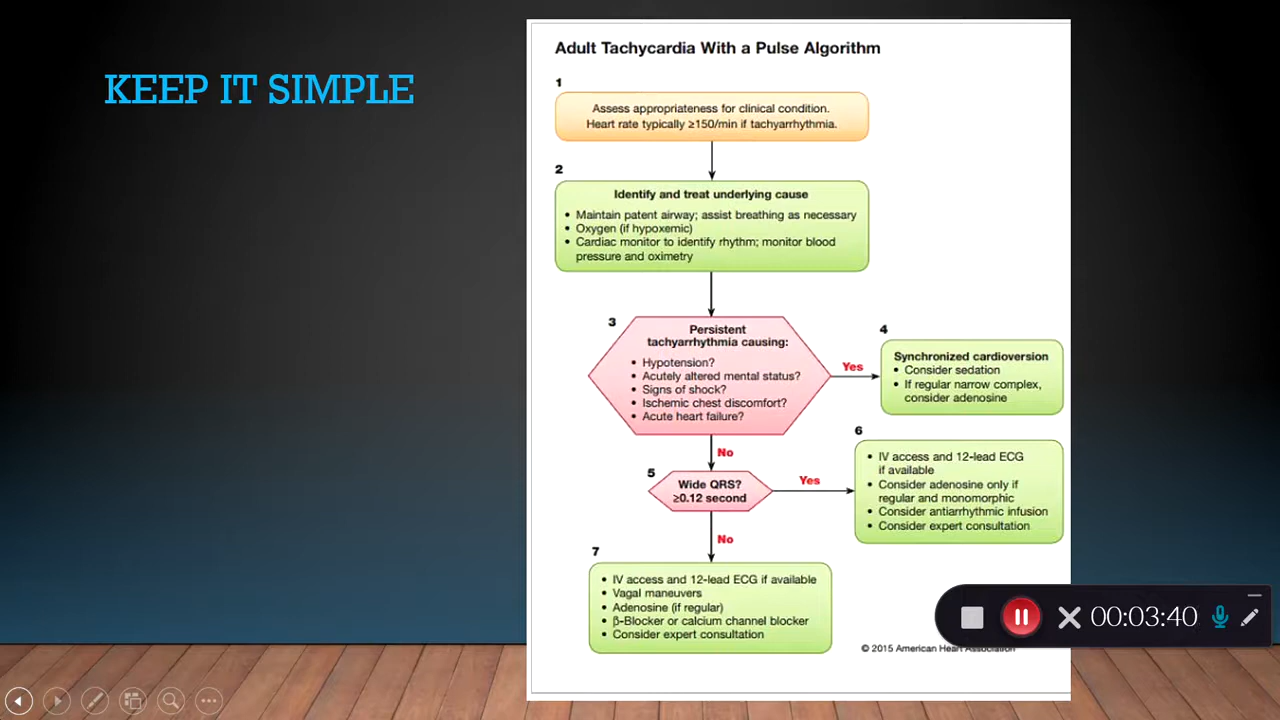 KEEP IT SIMPLE
Adult Tachycardia With a Pulse Algorithm
1
Assess appropriateness for clinical condition.
Heart rate typically ≥150/min if tachyarrhythmia.
2
Identify and treat underlying cause
• Maintain patent airway; assist breathing as necessary
• Oxygen (if hypoxemic)
• Cardiac monitor to identify rhythm; monitor blood
pressure and oximetry
3
Persistent
tachyarrhythmia causing:
• Hypotension?
• Acutely altered mental status?
• Signs of shock?
• Ischemic chest discomfort?
• Acute heart failure?
Yes
4
Synchronized cardioversion
• Consider sedation
• If regular narrow complex,
consider adenosine
No
5
Wide QRS?
≥0.12 second
Yes
6
• IV access and 12-lead ECG
if available
• Consider adenosine only if
regular and monomorphic
• Consider antiarrhythmic infusion
• Consider expert consultation
No
7
• IV access and 12-lead ECG if available
• Vagal maneuvers
• Adenosine (if regular)
• β-Blocker or calcium channel blocker
• Consider expert consultation
00:03:40
© 2015 American Heart Association